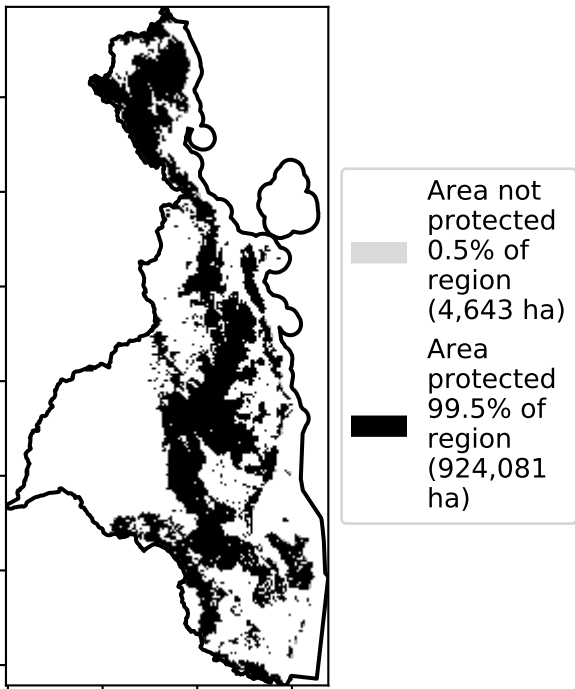 Area not
protected
0.5% of
region
(4,643 ha)
Area
protected
99.5% of
region
(924,081
ha)